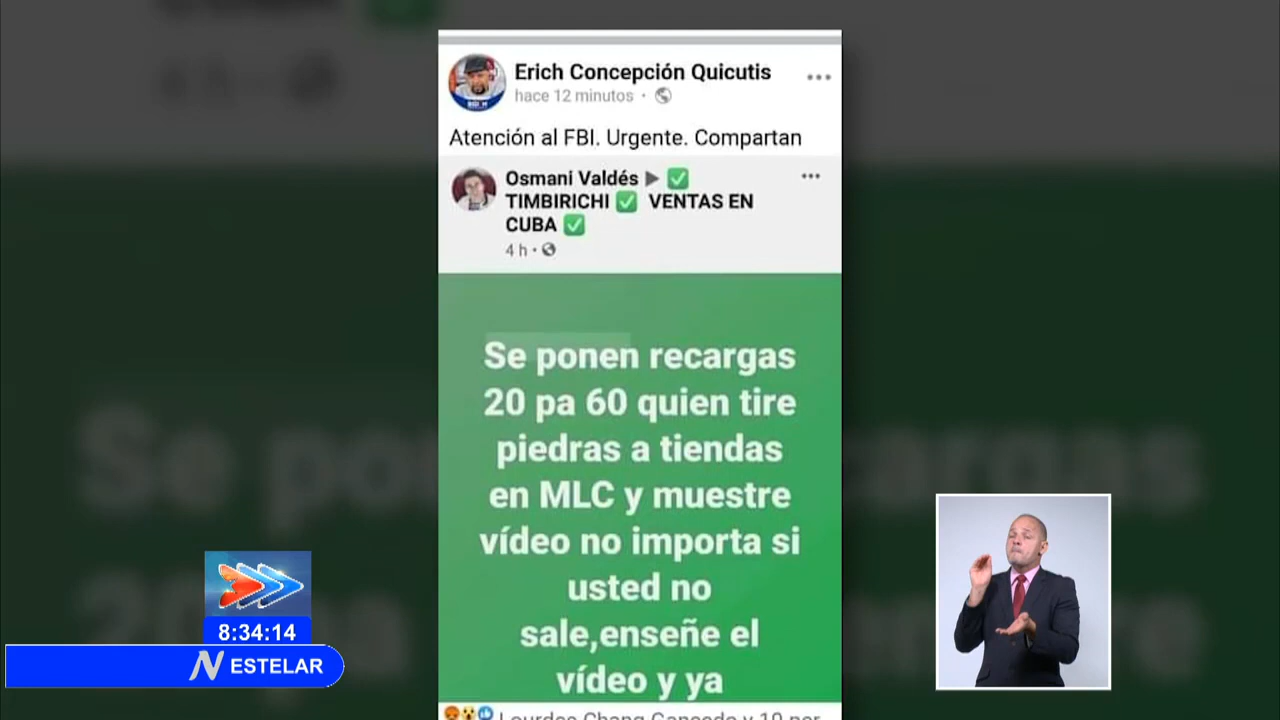 Erich Concepción Quicutis
hace 12 minutos ·
Atención al FBI. Urgente. Compartan
Osmani Valdés ▶ ✅
TIMBIRICHI ✅ VENTAS EN
CUBA ✅
4 h ·
Se ponen recargas
20 pa 60 quien tire
piedras a tiendas
en MLC y muestre
vídeo no importa si
usted no
sale,enseñe el
vídeo y ya
8:34:14
N ESTELAR